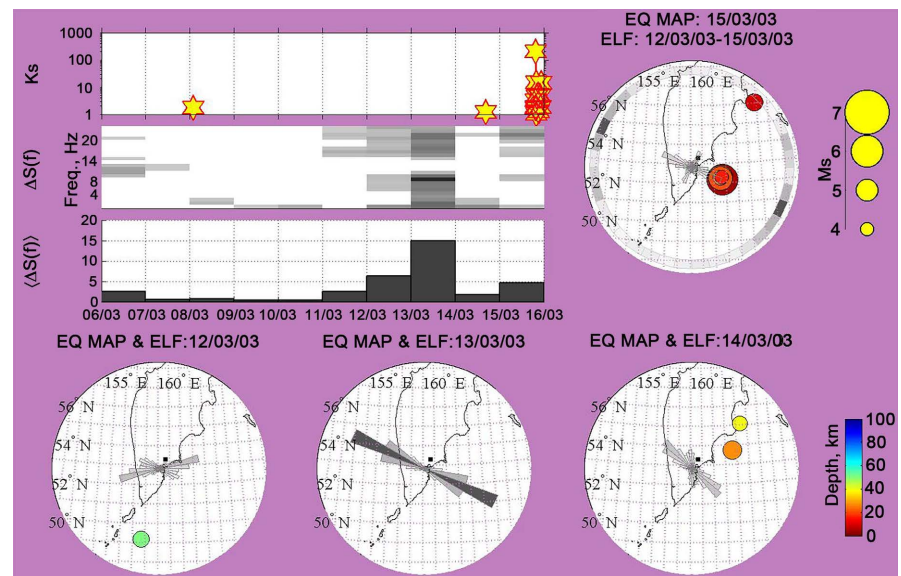 EQ MAP: 15/03/03
ELF: 12/03/03-15/03/03
1000
100
10
1
Ks
155° E 160° E
56° N
54° N
52° N
50° N
7
6
5
4
Ms
20
14
8
4
ΔS(f)
Freq., Hz
20
15
10
5
0
⟨ΔS(f)⟩
06/03 07/03 08/03 09/03 10/03 11/03 12/03 13/03 14/03 15/03 16/03
EQ MAP & ELF:12/03/03
155° E 160° E
56° N
54° N
52° N
50° N
EQ MAP & ELF:13/03/03
155° E 160° E
56° N
54° N
52° N
50° N
EQ MAP & ELF:14/03/03
155° E 160° E
56° N
54° N
52° N
50° N
100
80
60
40
20
0
Depth, km